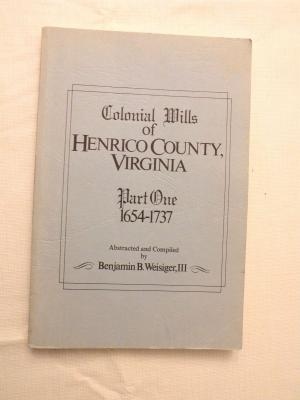 Colonial Wills
of
HENRICO COUNTY,
VIRGINIA
Part One
1654-1737
Abstracted and Compiled
by
Benjamin B. Weisiger, III